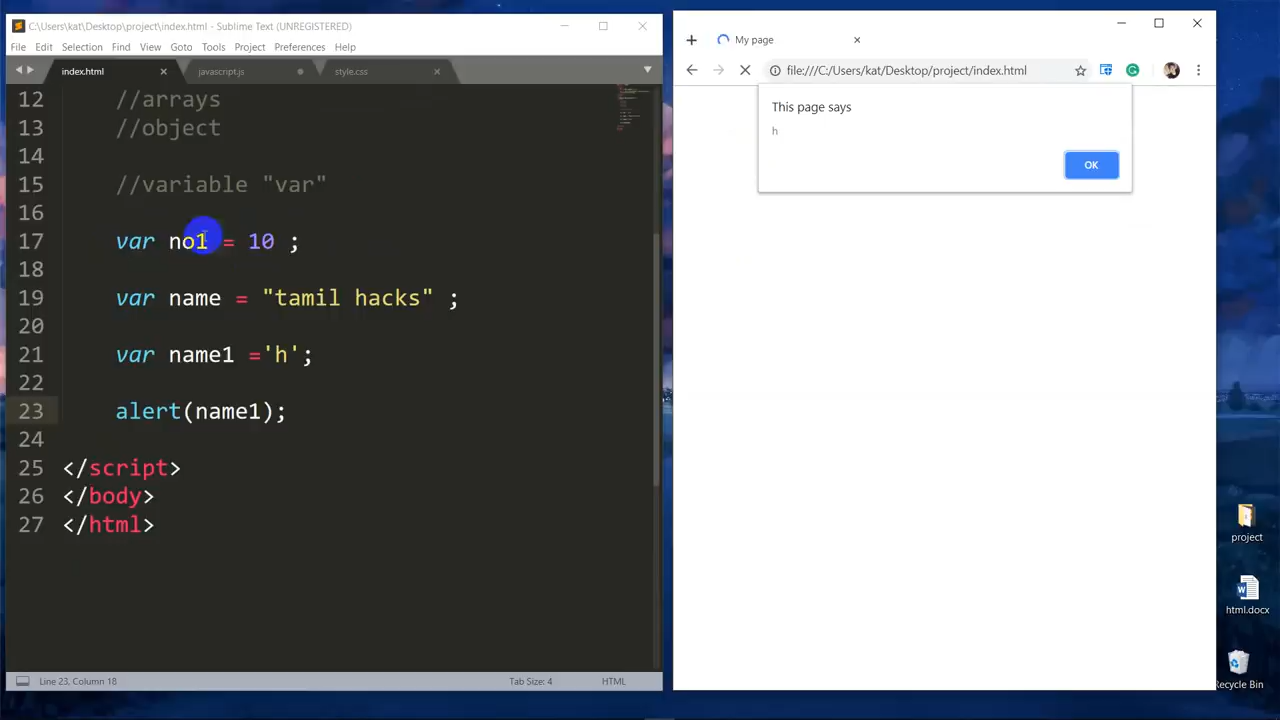 C:\Users\kat\Desktop\project\index.html - Sublime Text (UNREGISTERED)
File Edit Selection Find View Goto Tools Project Preferences Help
index.html javascript.js style.css
12 //arrays
13 //object
14
15 //variable "var"
16
17 var no1 = 10 ;
18
19 var name = "tamil hacks" ;
20
21 var name1 ='h';
22
23 alert(name1);
24
25 </script>
26 </body>
27 </html>
Line 23, Column 18 Tab Size: 4 HTML
My page
file:///C:/Users/kat/Desktop/project/index.html
This page says
h
OK
project
html.docx
Recycle Bin